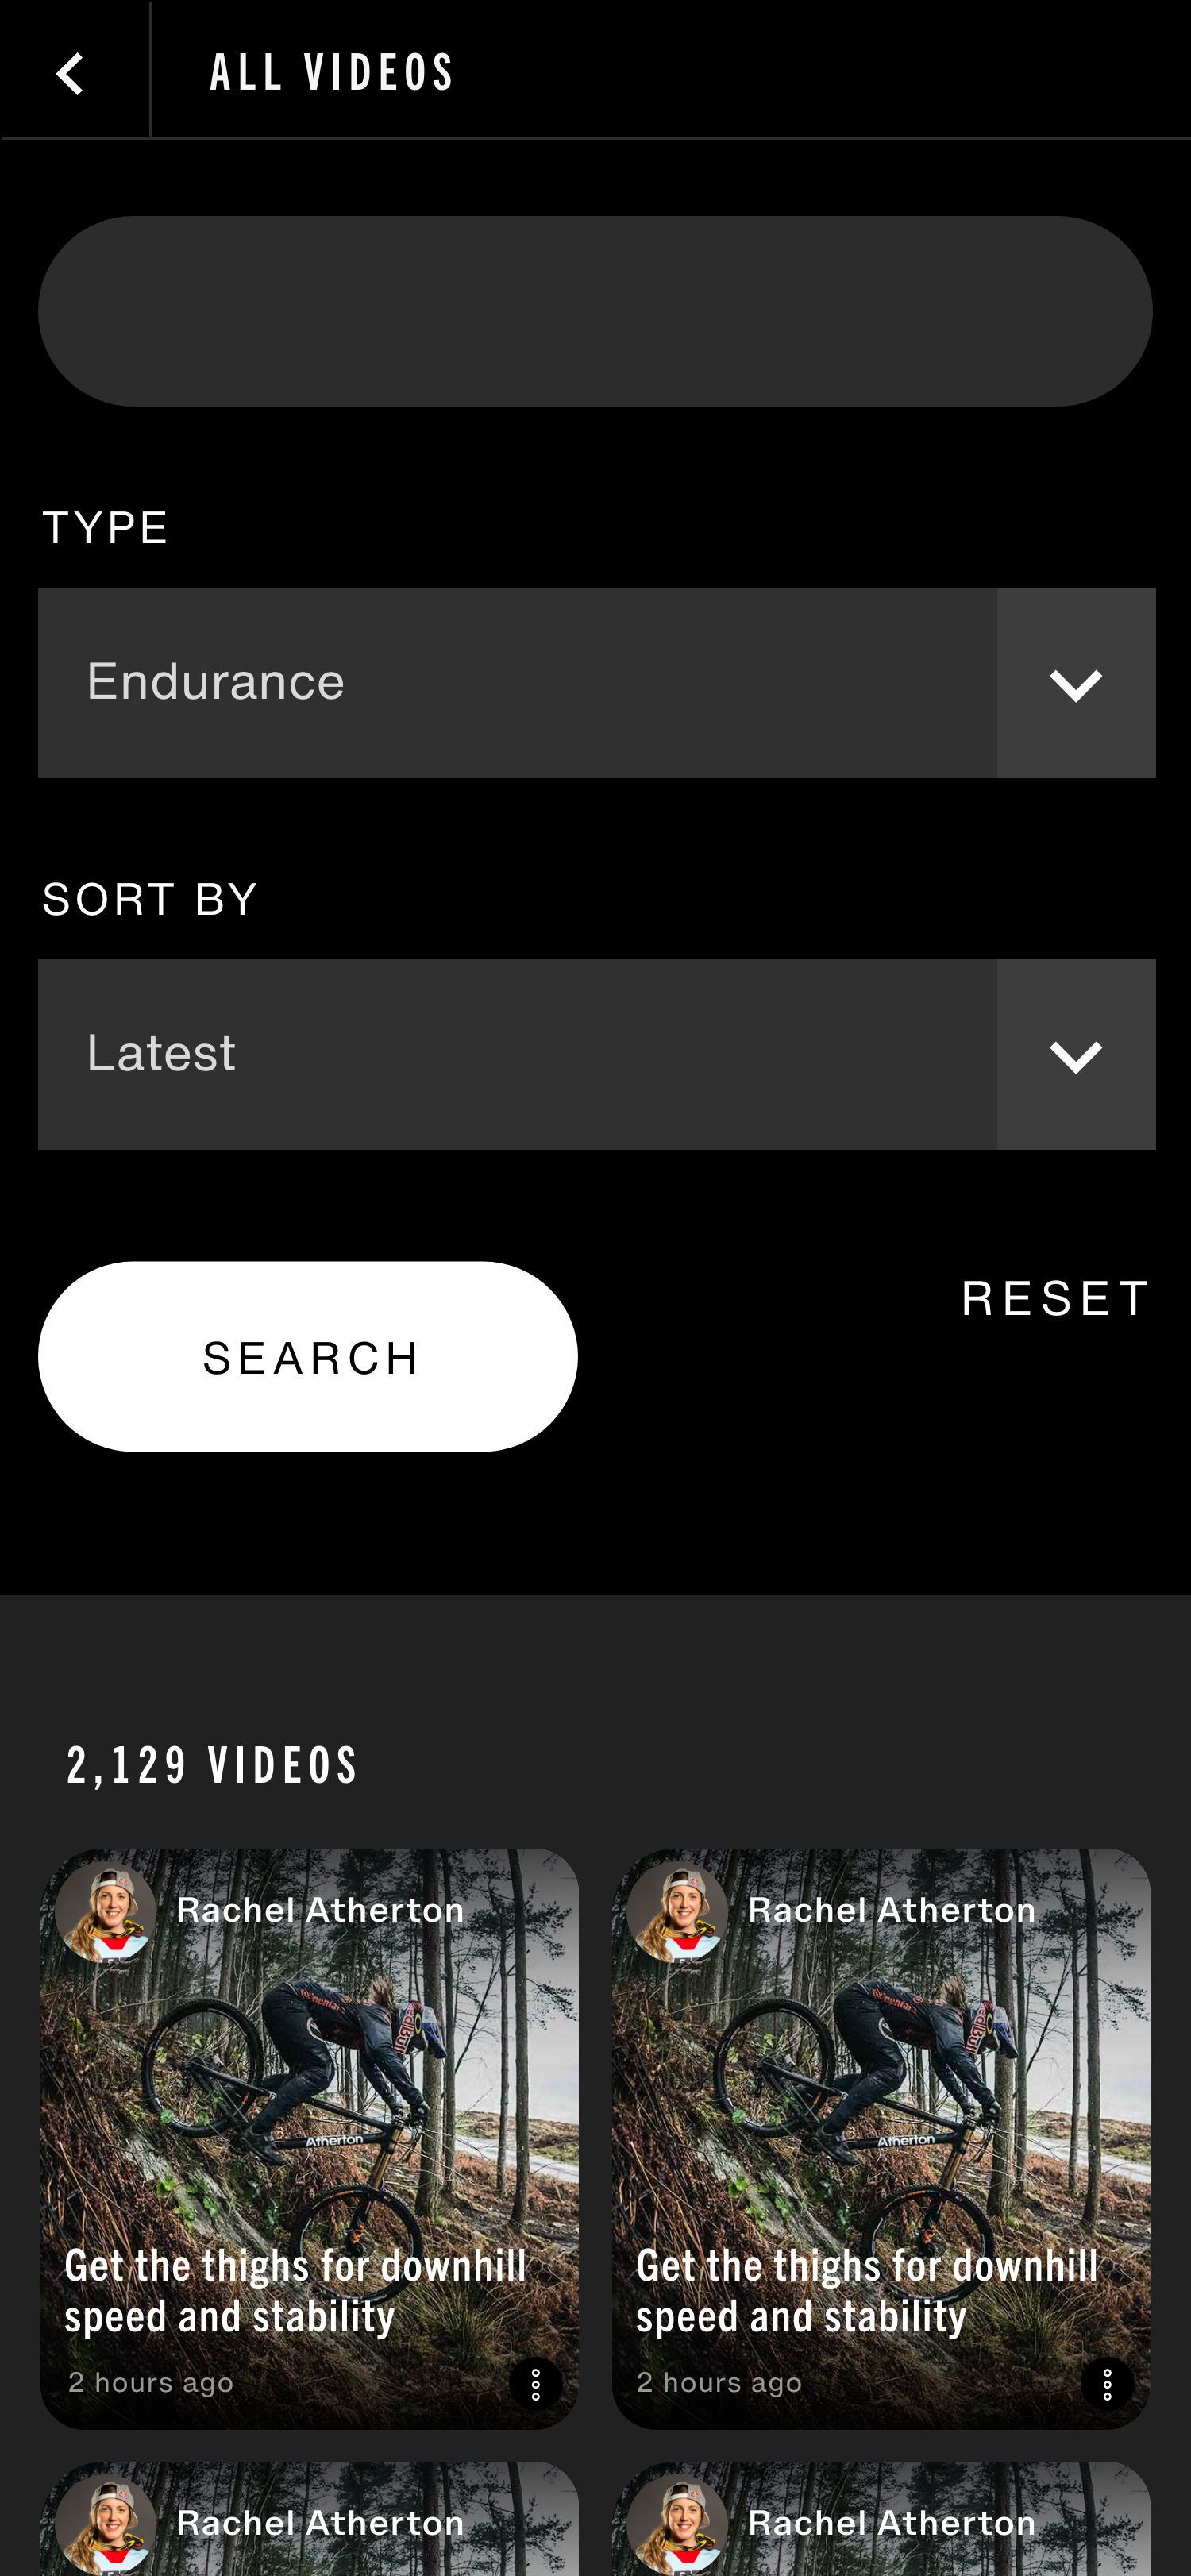 ALL VIDEOS
TYPE
Endurance
SORT BY
Latest
SEARCH
RESET
2,129 VIDEOS
Rachel Atherton
Atherton
Get the thighs for downhill
speed and stability
2 hours ago
Rachel Atherton
Atherton
Get the thighs for downhill
speed and stability
2 hours ago
Rachel Atherton
Rachel Atherton